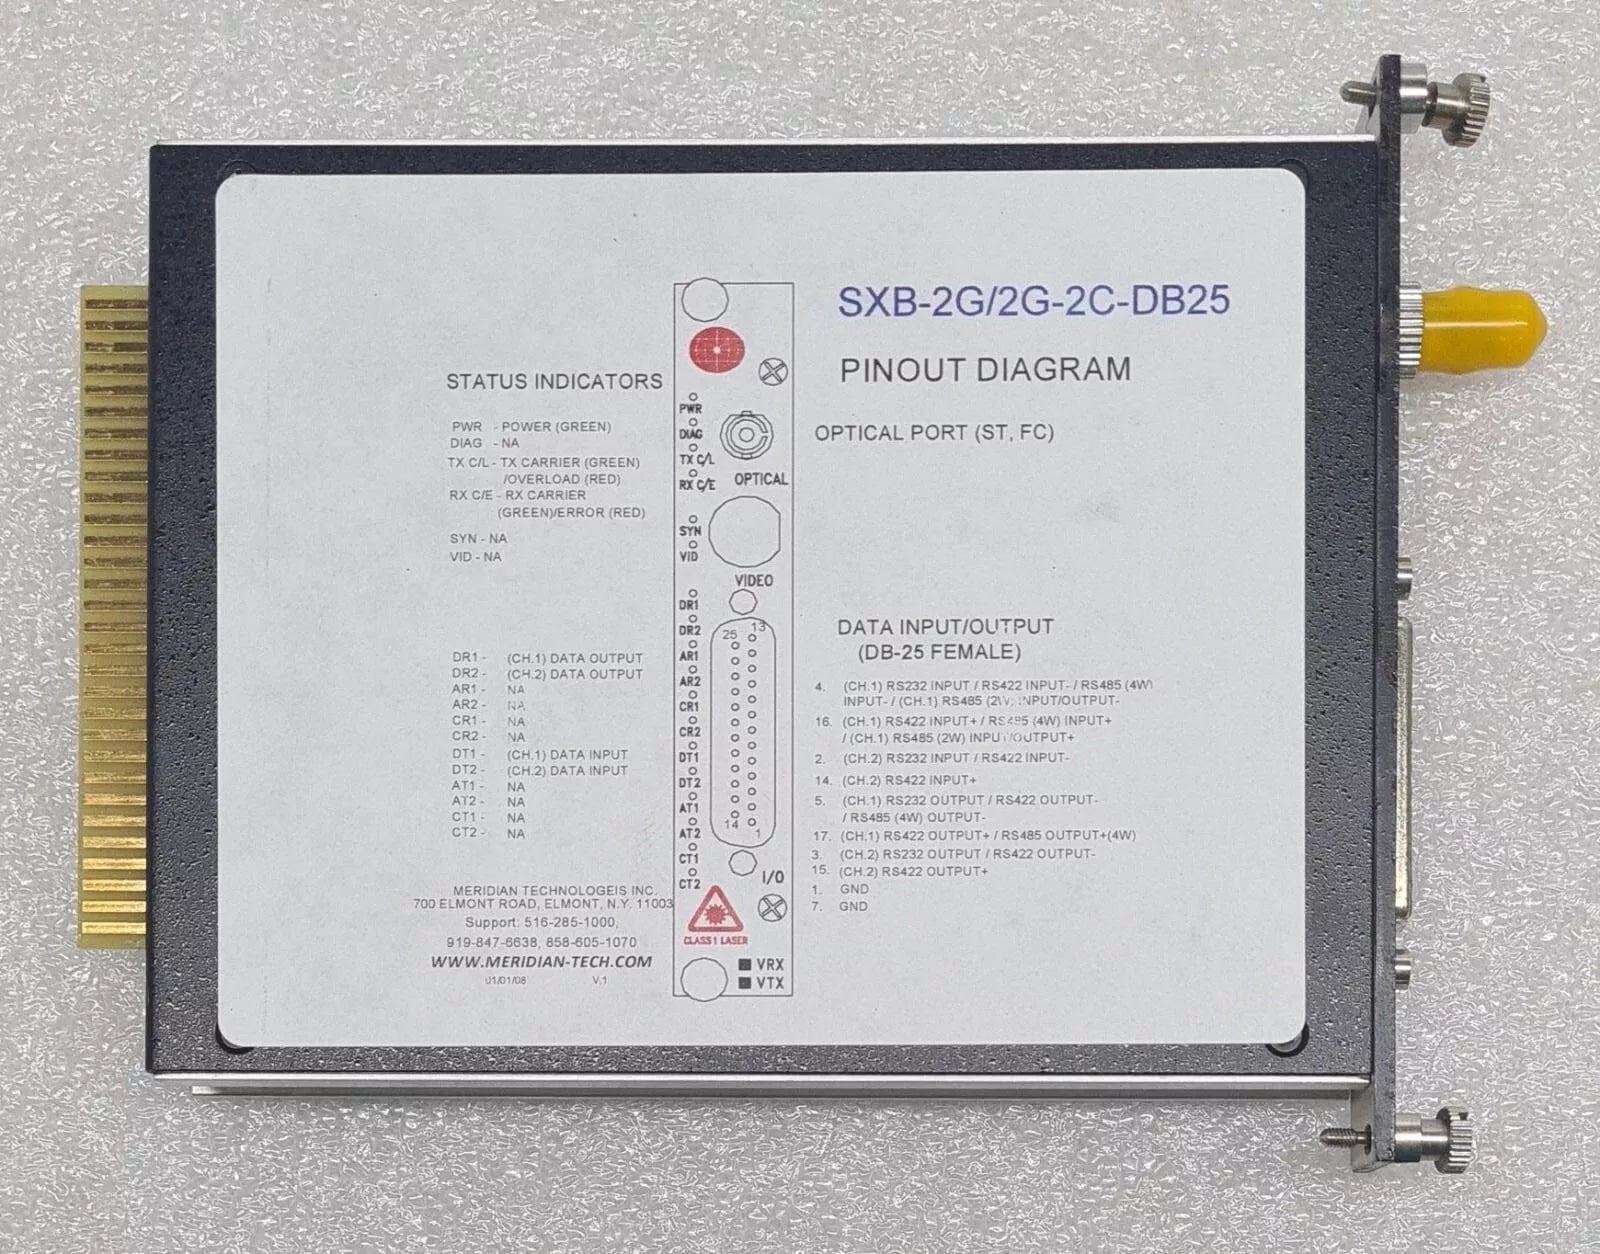 SXB-2G/2G-2C-DB25
PINOUT DIAGRAM
OPTICAL PORT (ST, FC)
STATUS INDICATORS
PWR - POWER (GREEN)
DIAG - NA
TX C/L - TX CARRIER (GREEN)
/OVERLOAD (RED)
RX C/E - RX CARRIER
(GREEN)/ERROR (RED)
SYN - NA
VID - NA
DR1 - (CH.1) DATA OUTPUT
DR2 - (CH.2) DATA OUTPUT
AR1 - NA
AR2 - NA
CR1 - NA
CR2 - NA
DT1 - (CH.1) DATA INPUT
DT2 - (CH.2) DATA INPUT
AT1 - NA
AT2 - NA
CT1 - NA
CT2 - NA
MERIDIAN TECHNOLOGEIS INC.
700 ELMONT ROAD, ELMONT, N.Y. 11003
Support: 516-285-1000,
919-847-6638, 858-605-1070
WWW.MERIDIAN-TECH.COM
01/01/08 V.1
PWR
DIAG
TX C/L
RX C/E
OPTICAL
SYN
VID
VIDEO
DR1
DR2
25 13
AR1
AR2
CR1
CR2
DT1
DT2
AT1
14 1
AT2
CT1
I/O
CT2
CLASS 1 LASER
VRX
VTX
DATA INPUT/OUTPUT
(DB-25 FEMALE)
4. (CH.1) RS232 INPUT / RS422 INPUT- / RS485 (4W)
INPUT- / (CH.1) RS485 (2W) INPUT/OUTPUT-
16. (CH.1) RS422 INPUT+ / RS485 (4W) INPUT+
/ (CH.1) RS485 (2W) INPUT/OUTPUT+
2. (CH.2) RS232 INPUT / RS422 INPUT-
14. (CH.2) RS422 INPUT+
5. (CH.1) RS232 OUTPUT / RS422 OUTPUT-
/ RS485 (4W) OUTPUT-
17. (CH.1) RS422 OUTPUT+ / RS485 OUTPUT+(4W)
3. (CH.2) RS232 OUTPUT / RS422 OUTPUT-
15. (CH.2) RS422 OUTPUT+
1. GND
7. GND